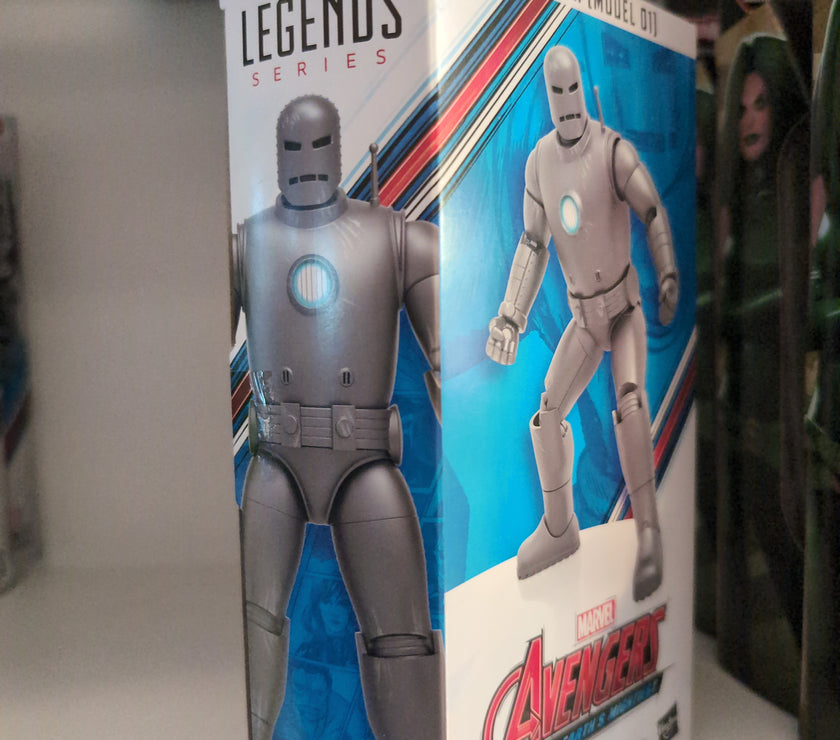 LEGENDS
SERIES
(MODEL 01)
MARVEL
AVENGERS